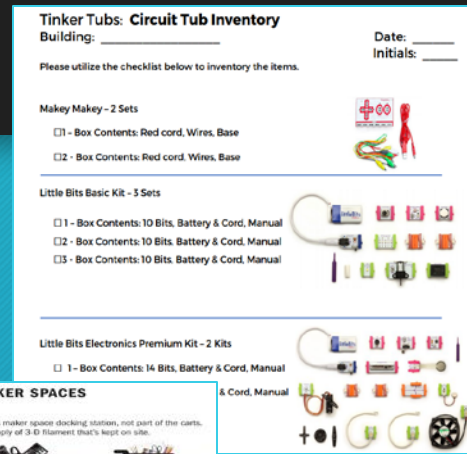 Tinker Tubs: Circuit Tub Inventory
Building: ____________________ Date: _______
Initials: ______
Please utilize the checklist below to inventory the items.
Makey Makey – 2 Sets
☐1 - Box Contents: Red cord, Wires, Base
☐2 - Box Contents: Red cord, Wires, Base
Little Bits Basic Kit – 3 Sets
☐ 1 - Box Contents: 10 Bits, Battery & Cord, Manual
☐2 - Box Contents: 10 Bits, Battery & Cord, Manual
☐3 - Box Contents: 10 Bits, Battery & Cord, Manual
Little Bits Electronics Premium Kit – 2 Kits
☐ 1 - Box Contents: 14 Bits, Battery & Cord, Manual
& Cord, Manual
KER SPACES
maker space docking station, not part of the carts.
ply of 3-D filament that's kept on site.